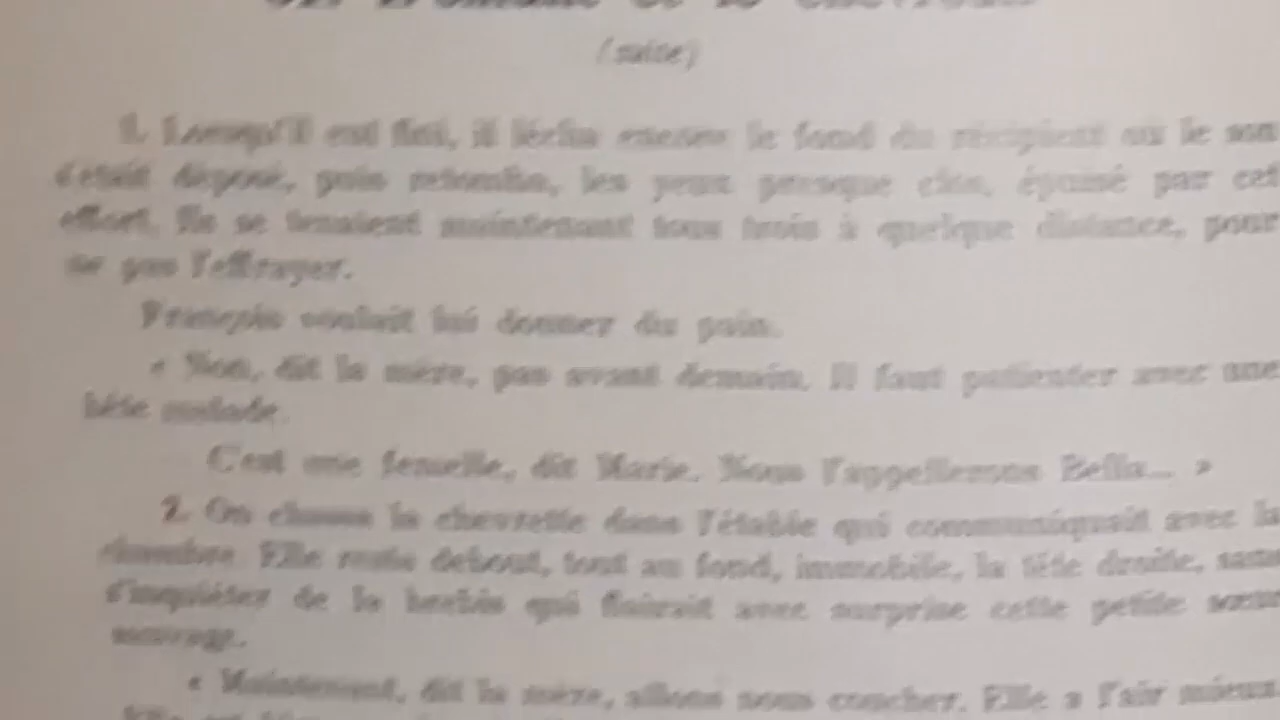 (suite)
1. Lorsqu'il eut fini, il lécha encore le fond du récipient où le son
s'était déposé, puis retomba, les yeux presque clos, épuisé par cet
effort. Ils se tenaient maintenant tous trois à quelque distance, pour
ne pas l'effrayer.
François voulait lui donner du pain.
« Non, dit la mère, pas avant demain. Il faut patienter avec une
bête malade.
C'est une femelle, dit Marie. Nous l'appellerons Bella... »
2. On la chevrette dans l'étable qui communiquait avec la
chambre. Elle resta debout, tout au fond, immobile, la tête droite, sans
s'inquiéter de la brebis qui flairait avec surprise cette petite sœur
sauvage.
« Maintenant, dit la mère, allons nous coucher. Elle a l'air mieux